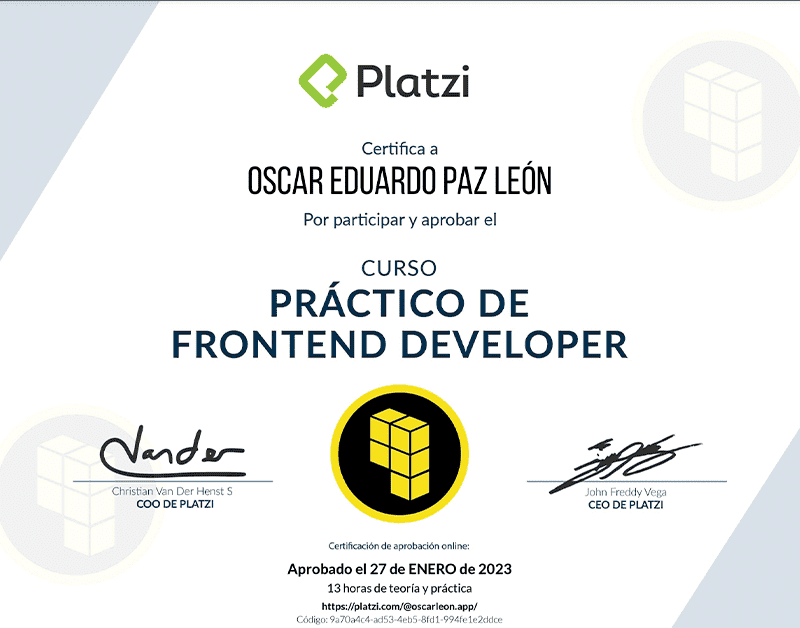 Platzi
Certifica a
OSCAR EDUARDO PAZ LEÓN
Por participar y aprobar el
CURSO
PRÁCTICO DE
FRONTEND DEVELOPER
Vander
Christian Van Der Henst S
COO DE PLATZI
John Freddy Vega
CEO DE PLATZI
Certificación de aprobación online:
Aprobado el 27 de ENERO de 2023
13 horas de teoría y práctica
https://platzi.com/@oscarleon.app/
Código: 9a70a4c4-ad53-4eb5-8fd1-994fe1e2ddce